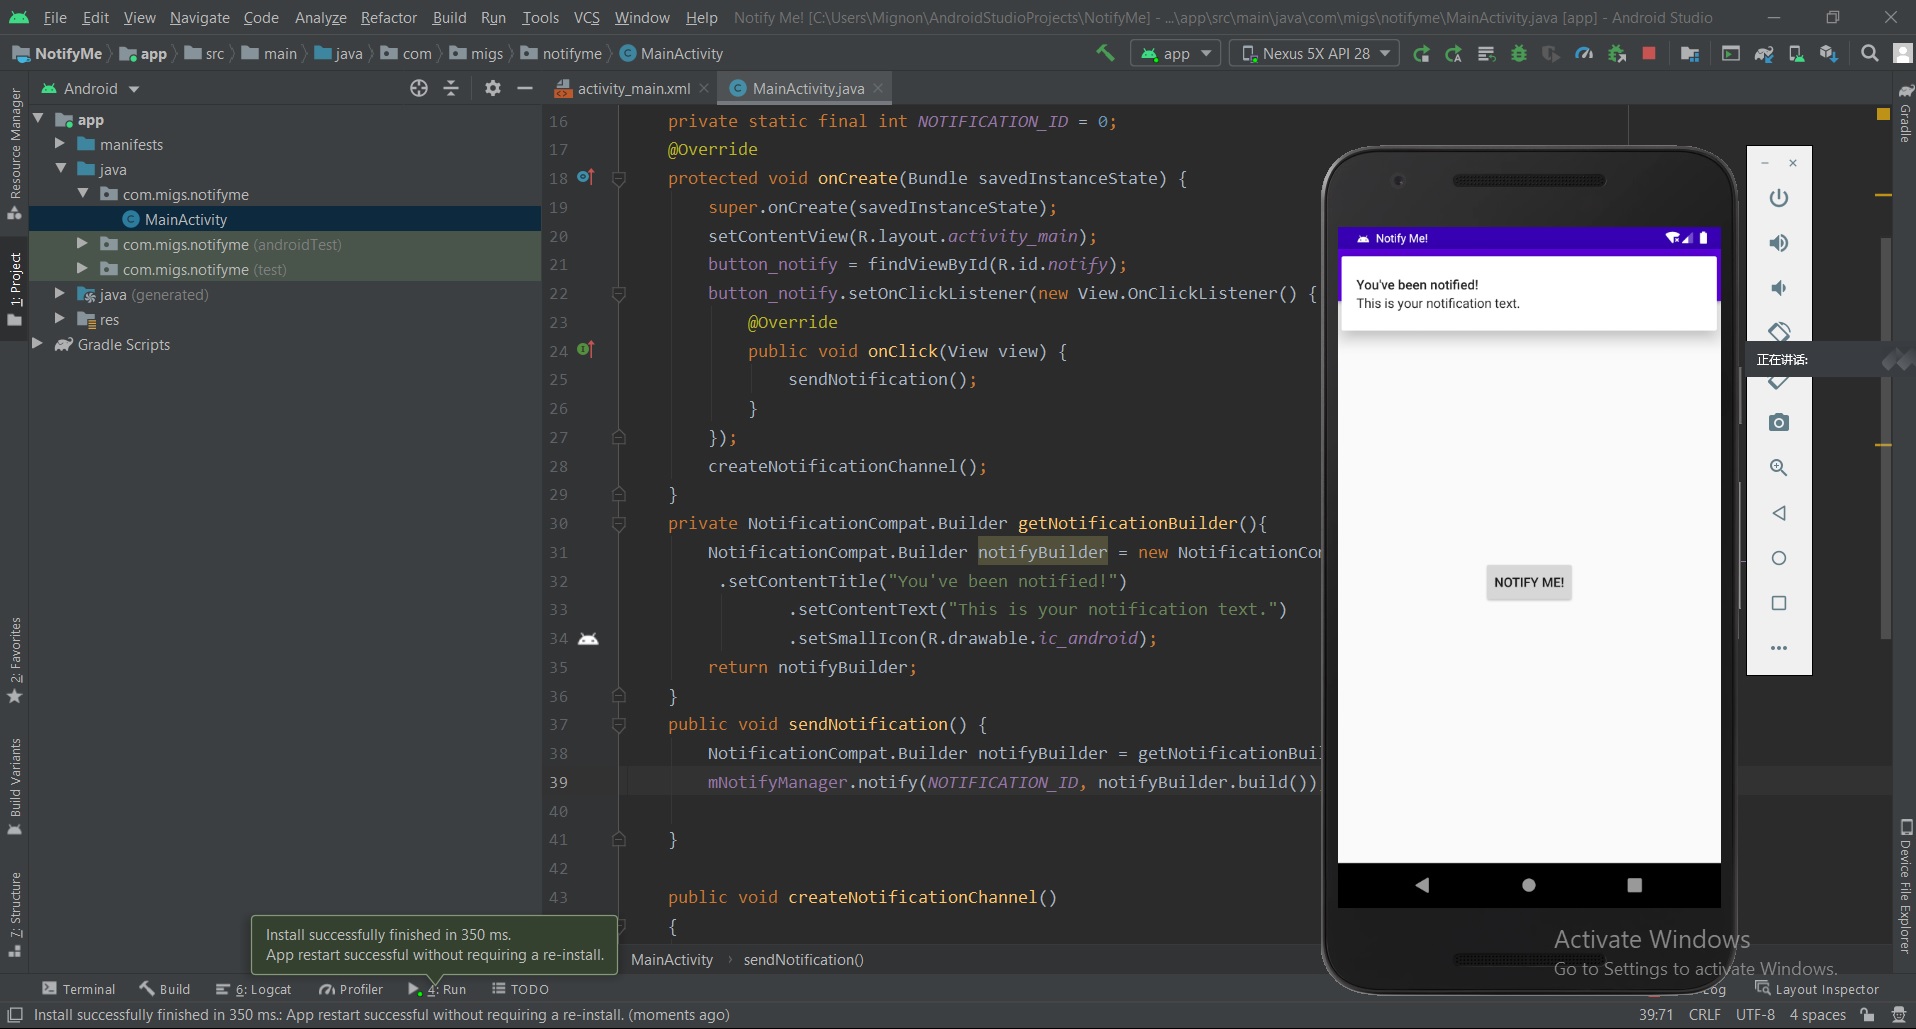 File Edit View Navigate Code Analyze Refactor Build Run Tools VCS Window Help Notify Me! [C:\Users\Mignon\AndroidStudioProjects\NotifyMe] - ...\app\src\main\java\com\migs\notifyme\MainActivity.java [app] - Android Studio
NotifyMe app src main java com migs notifyme MainActivity app Nexus 5X API 28
Android activity_main.xml MainActivity.java
Resource Manager
1: Project
2: Favorites
Build Variants
7: Structure
app
manifests
java
com.migs.notifyme
MainActivity
com.migs.notifyme (androidTest)
com.migs.notifyme (test)
java (generated)
res
Gradle Scripts
16 private static final int NOTIFICATION_ID = 0;
17 @Override
18 protected void onCreate(Bundle savedInstanceState) {
19 super.onCreate(savedInstanceState);
20 setContentView(R.layout.activity_main);
21 button_notify = findViewById(R.id.notify);
22 button_notify.setOnClickListener(new View.OnClickListener() {
23 @Override
24 public void onClick(View view) {
25 sendNotification();
26 }
27 });
28 createNotificationChannel();
29 }
30 private NotificationCompat.Builder getNotificationBuilder(){
31 NotificationCompat.Builder notifyBuilder = new NotificationCo
32 .setContentTitle("You've been notified!")
33 .setContentText("This is your notification text.")
34 .setSmallIcon(R.drawable.ic_android);
35 return notifyBuilder;
36 }
37 public void sendNotification() {
38 NotificationCompat.Builder notifyBuilder = getNotificationBui
39 mNotifyManager.notify(NOTIFICATION_ID, notifyBuilder.build())
40
41 }
42
43 public void createNotificationChannel()
{
MainActivity › sendNotification()
Notify Me!
You've been notified!
This is your notification text.
NOTIFY ME!
正在讲话:
Gradle
Device File Explorer
Activate Windows
Go to Settings to activate Windows.
Install successfully finished in 350 ms.
App restart successful without requiring a re-install.
Terminal Build 6: Logcat Profiler 4: Run TODO Log Layout Inspector
Install successfully finished in 350 ms.: App restart successful without requiring a re-install. (moments ago) 39:71 CRLF UTF-8 4 spaces